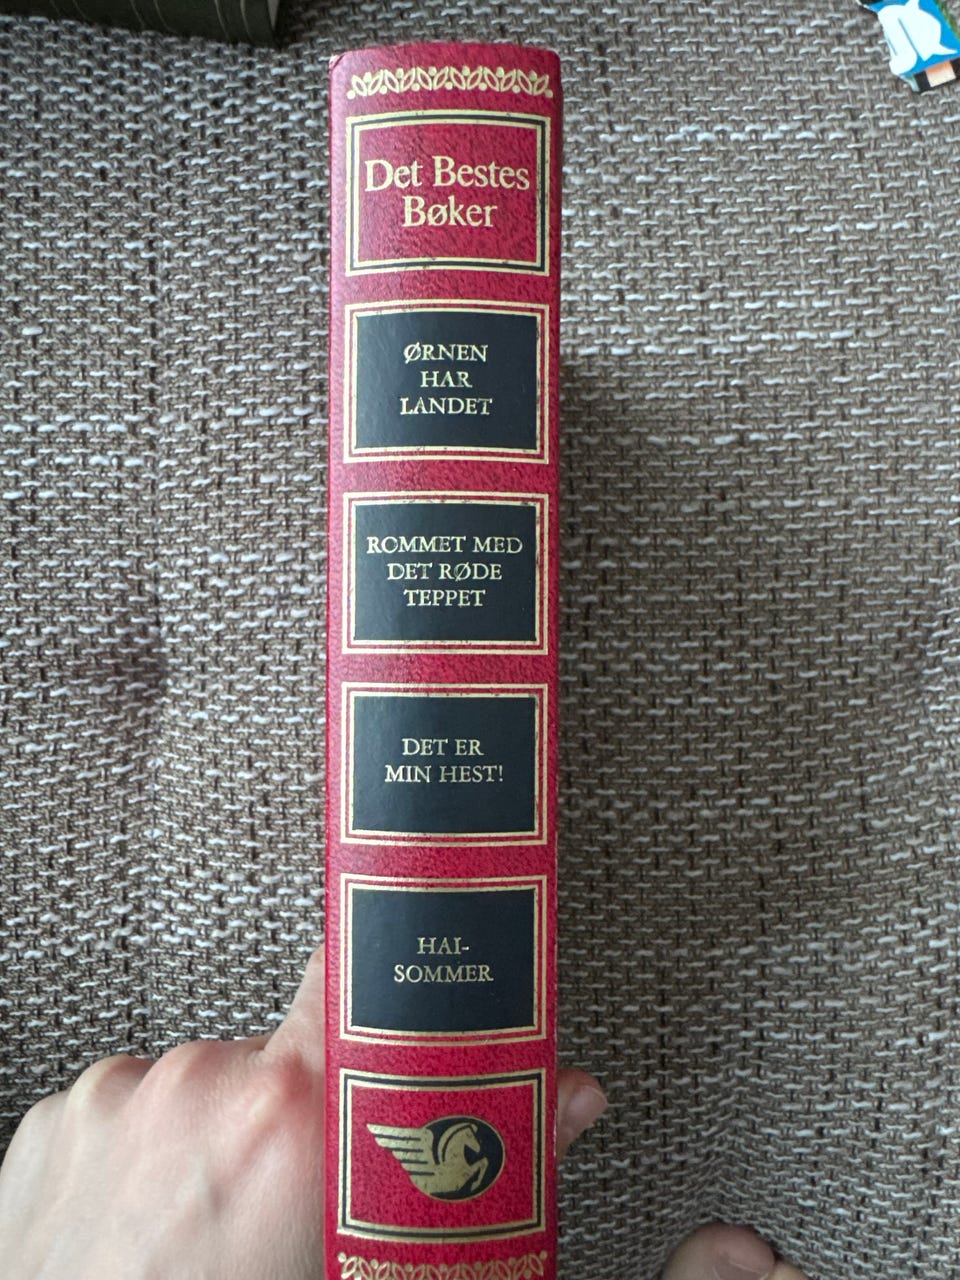 Det Bestes
Bøker
ØRNEN
HAR
LANDET
ROMMET MED
DET RØDE
TEPPET
DET ER
MIN HEST!
HAI-
SOMMER